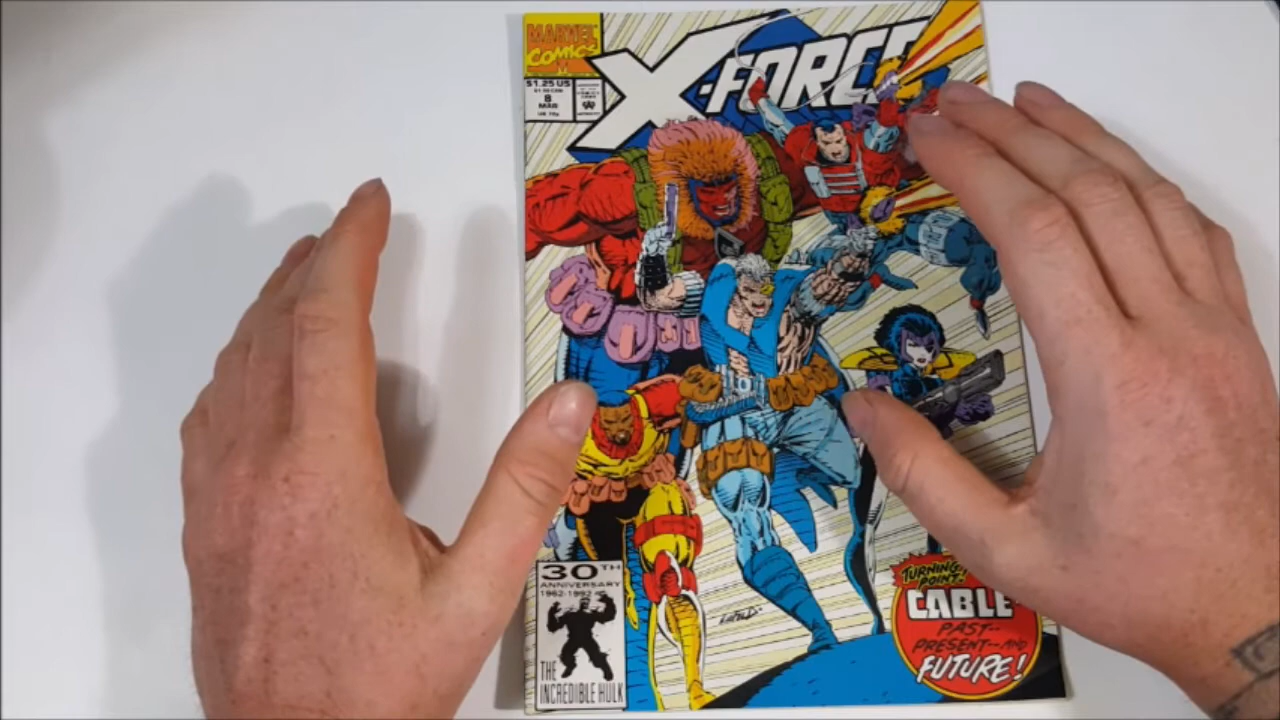 MARVEL
COMICS
X-FORCE
$1.25 US
8
MAR
30TH
ANNIVERSARY
1962-1992
THE
INCREDIBLE HULK
LIEFELD
TURNING
POINT:
CABLE
PAST--
PRESENT--AND
FUTURE!